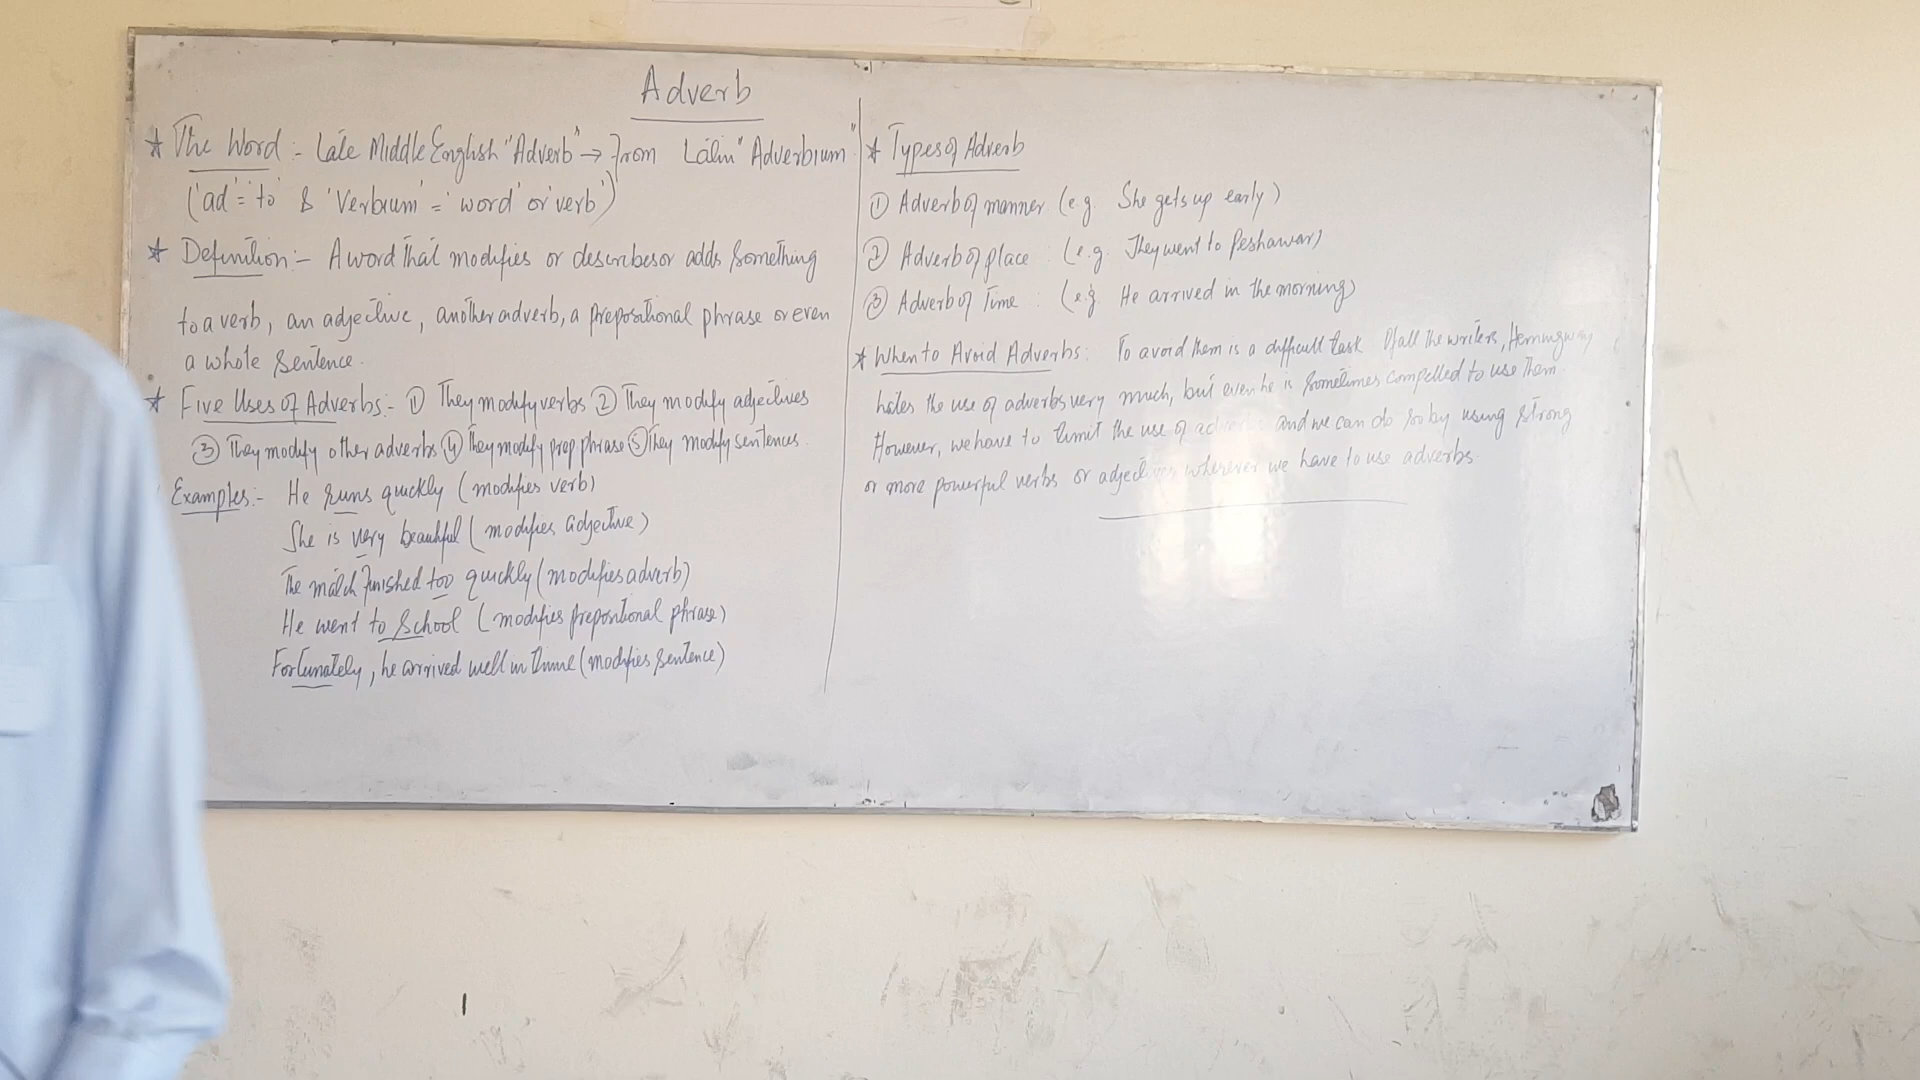 Adverb
* The Word :- Late Middle English "Adverb" → From Latin "Adverbium"
('ad' = 'to' & 'Verbium' = 'word' or 'verb')
* Definition :- A word that modifies or describes or adds something
to a verb, an adjective, another adverb, a prepositional phrase or even
a whole sentence.
* Five Uses of Adverbs :- ① They modify verbs ② They modify adjectives
③ They modify other adverbs ④ They modify prep phrase ⑤ They modify sentences.
Examples :- He runs quickly (modifies verb)
She is very beautiful (modifies adjective)
The match finished too quickly (modifies adverb)
He went to school (modifies prepositional phrase)
Fortunately, he arrived well in time (modifies sentence)
* Types of Adverb
① Adverb of manner (e.g. She gets up early)
② Adverb of place (e.g. They went to Peshawar)
③ Adverb of Time : (e.g. He arrived in the morning)
* When to Avoid Adverbs: To avoid them is a difficult task Of all the writers, Hemingway
hates the use of adverbs very much, but even he is sometimes compelled to use them.
However, we have to limit the use of and we can do so by using strong
or more powerful verbs or adjectives wherever we have to use adverbs.